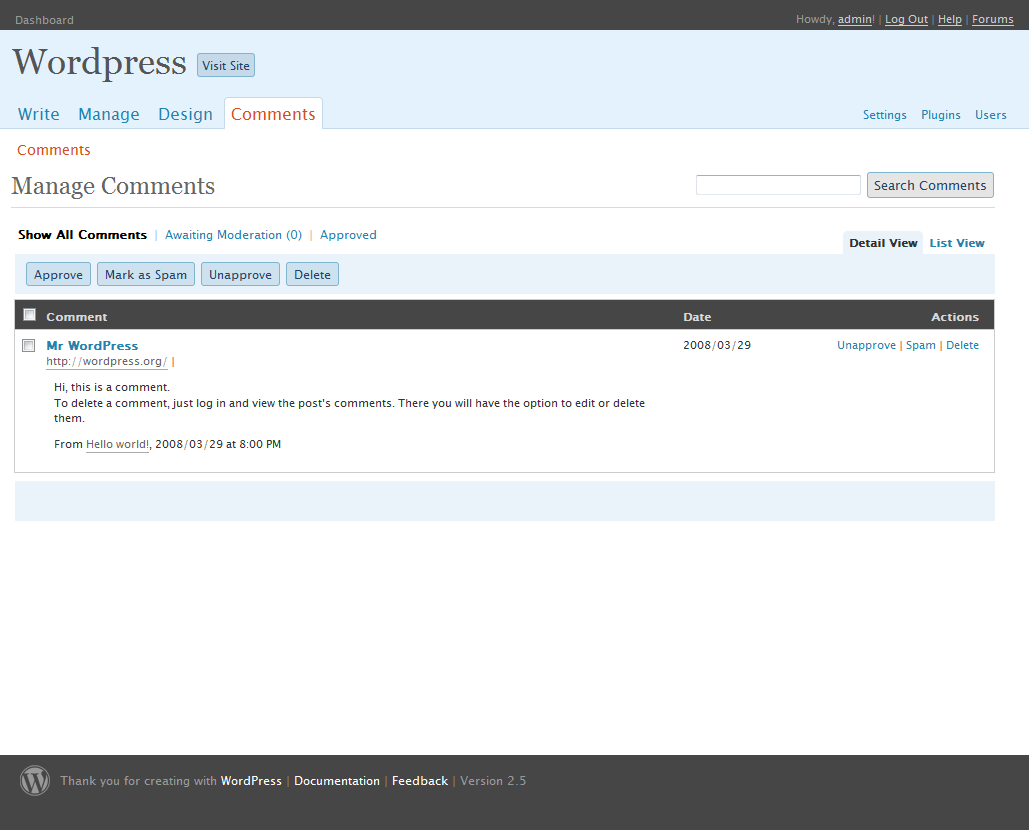 Dashboard
Howdy, admin! | Log Out | Help | Forums
Wordpress
Visit Site
Write Manage Design Comments
Settings Plugins Users
Comments
Manage Comments
Search Comments
Show All Comments | Awaiting Moderation (0) | Approved
Detail View List View
Approve Mark as Spam Unapprove Delete
Comment Date Actions
Mr WordPress 2008/03/29 Unapprove | Spam | Delete
http://wordpress.org/ |
Hi, this is a comment.
To delete a comment, just log in and view the post's comments. There you will have the option to edit or delete
them.
From Hello world!, 2008/03/29 at 8:00 PM
Thank you for creating with WordPress | Documentation | Feedback | Version 2.5